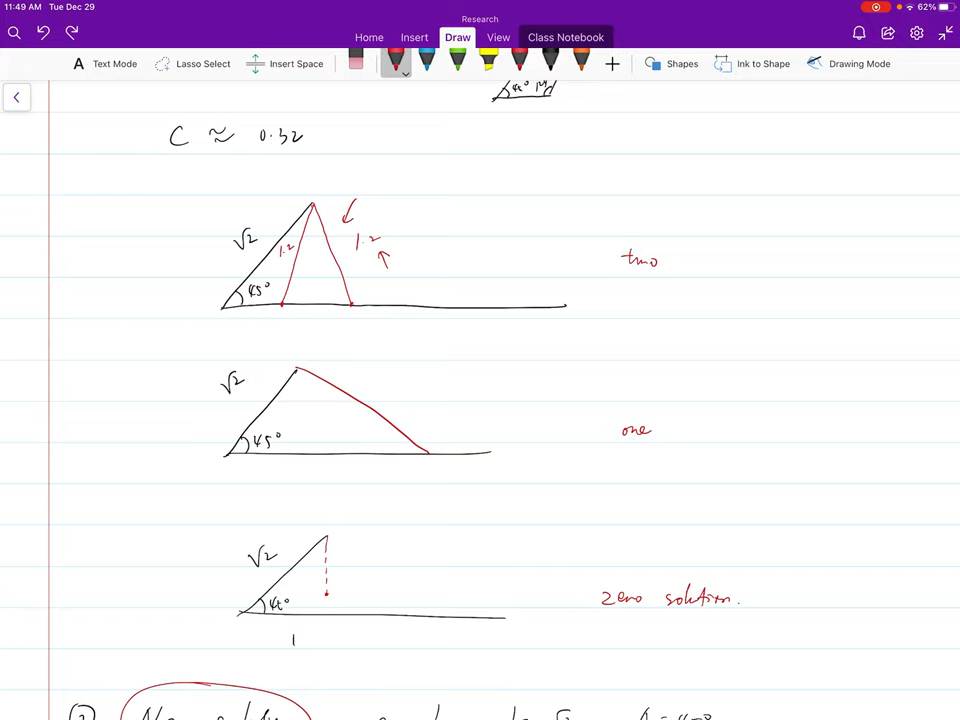 11:49 AM Tue Dec 29
62%
Research
Home Insert Draw View Class Notebook
Text Mode Lasso Select Insert Space Shapes Ink to Shape Drawing Mode
C ≈ 0.32
√2 1.2 1.2
45°
two
√2
45°
one
√2
45°
zero solution.
1